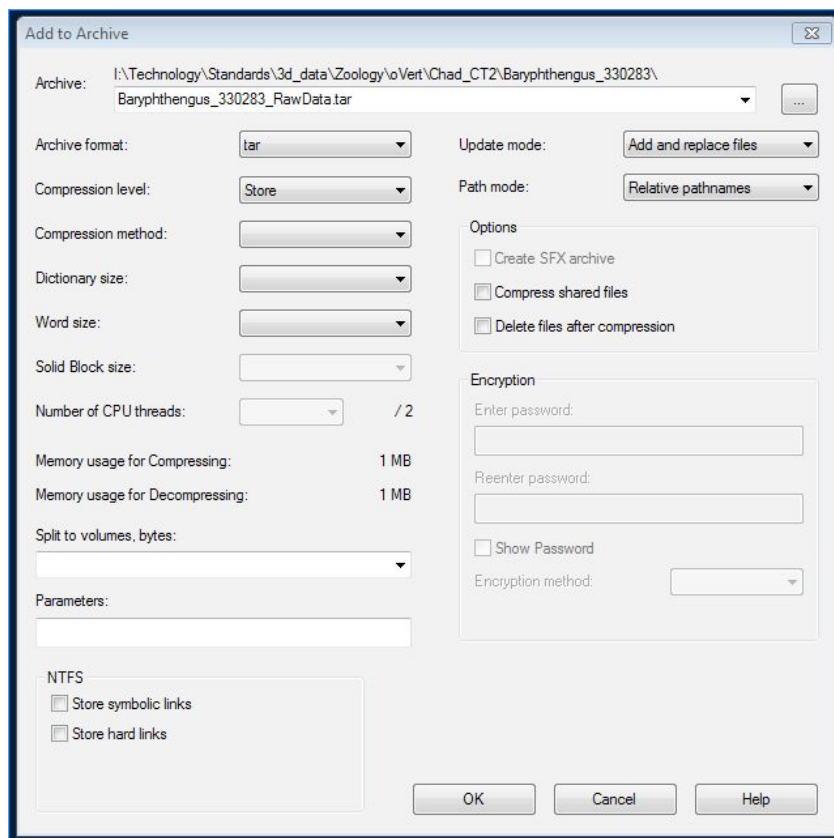 Add to Archive
Archive:
I:\Technology\Standards\3d_data\Zoology\oVert\Chad_CT2\Baryphthengus_330283\
Baryphthengus_330283_RawData.tar
...
Archive format:
tar
Compression level:
Store
Compression method:
Dictionary size:
Word size:
Solid Block size:
Number of CPU threads:
/ 2
Memory usage for Compressing:
1 MB
Memory usage for Decompressing:
1 MB
Split to volumes, bytes:
Parameters:
NTFS
Store symbolic links
Store hard links
Update mode:
Add and replace files
Path mode:
Relative pathnames
Options
Create SFX archive
Compress shared files
Delete files after compression
Encryption
Enter password:
Reenter password:
Show Password
Encryption method:
OK
Cancel
Help